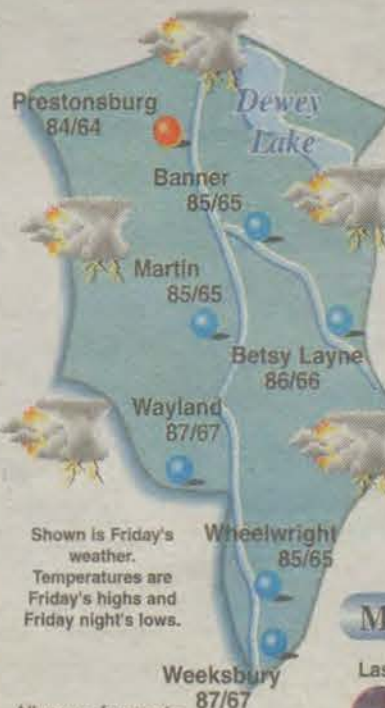 Prestonsburg
84/64
Dewey
Lake
Banner
85/65
Martin
85/65
Betsy Layne
86/66
Wayland
87/67
Shown is Friday's
weather.
Temperatures are
Friday's highs and
Friday night's lows.
Wheelwright
85/65
Weeksbury
87/67
M
Las